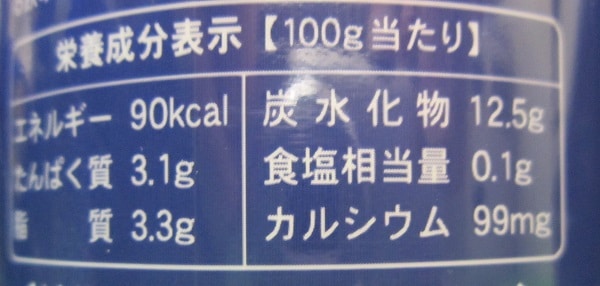 栄養成分表示【100g当たり】
エネルギー 90kcal
たんぱく質 3.1g
脂質 3.3g
炭水化物 12.5g
食塩相当量 0.1g
カルシウム 99mg